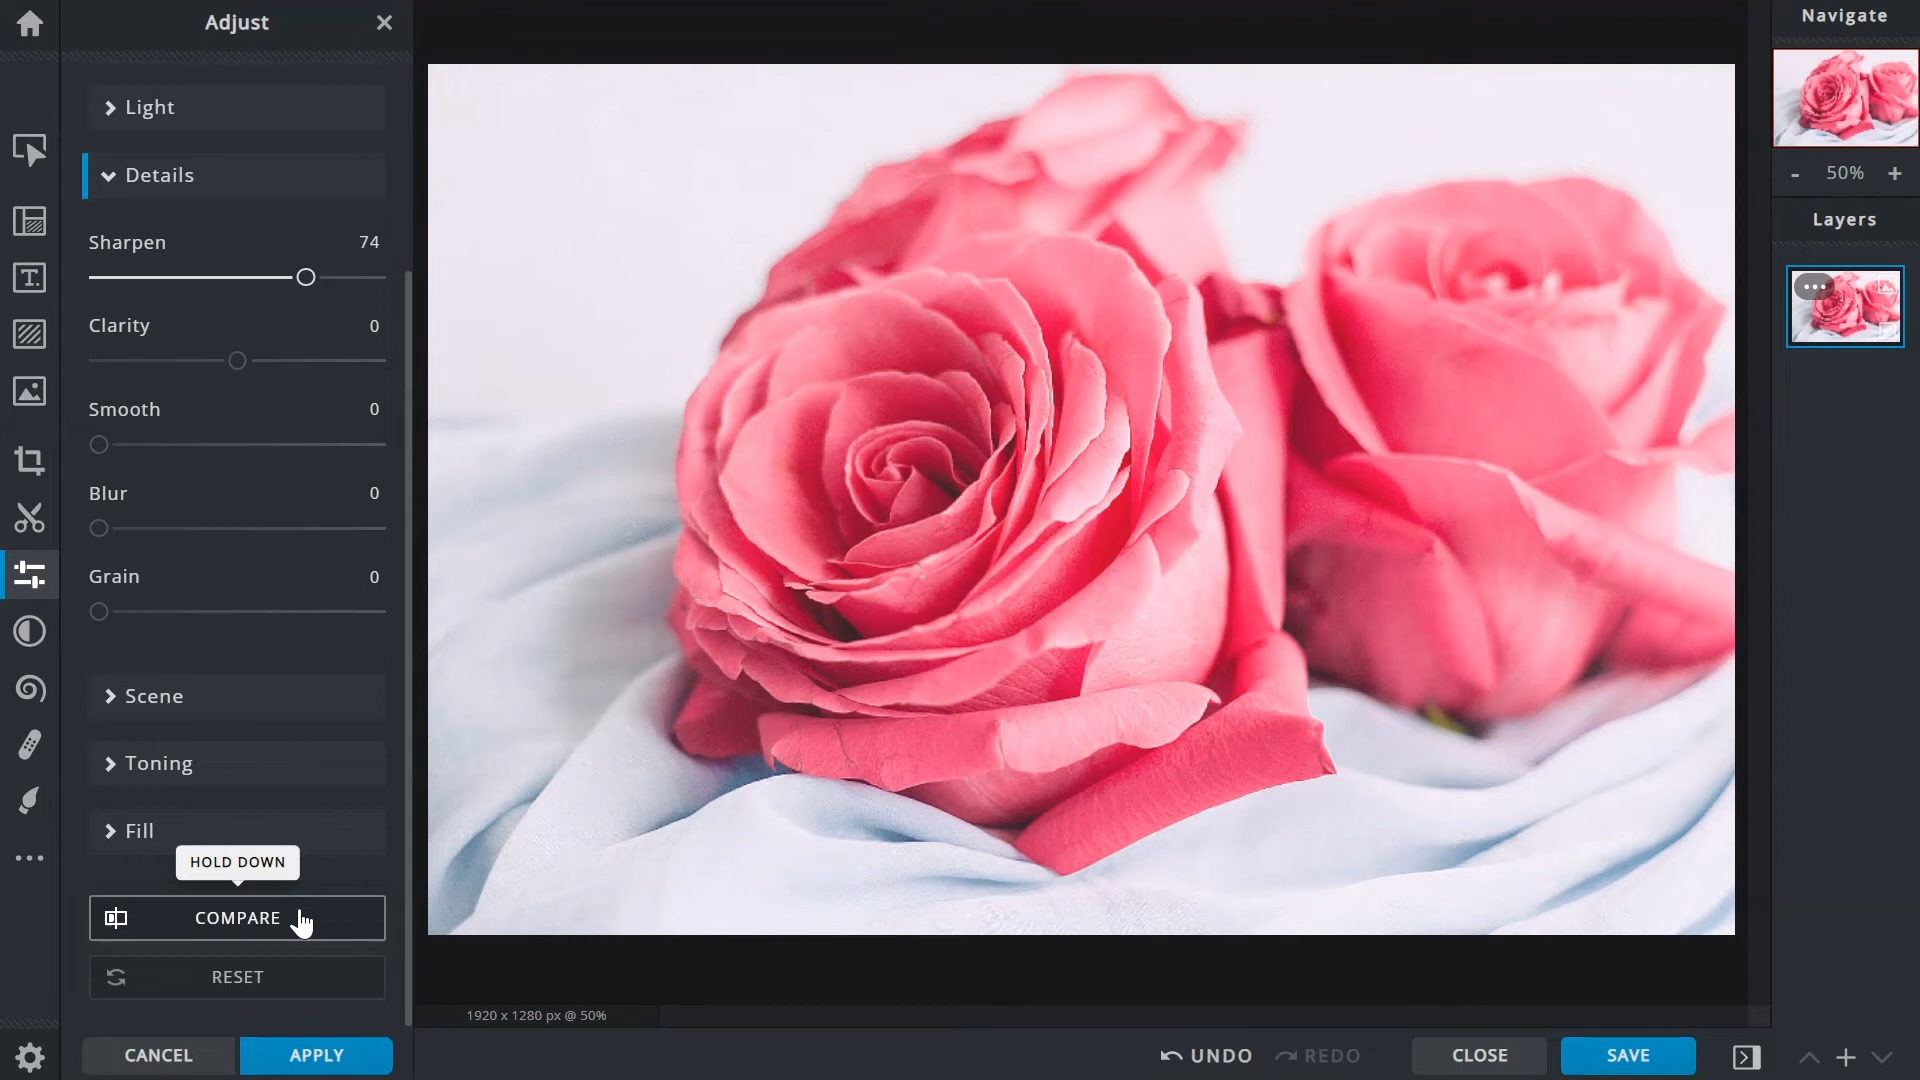 Adjust
Light
Details
Sharpen 74
Clarity 0
Smooth 0
Blur 0
Grain 0
Scene
Toning
Fill
HOLD DOWN
COMPARE
RESET
CANCEL APPLY
1920 x 1280 px @ 50%
UNDO REDO CLOSE SAVE
Navigate
- 50% +
Layers